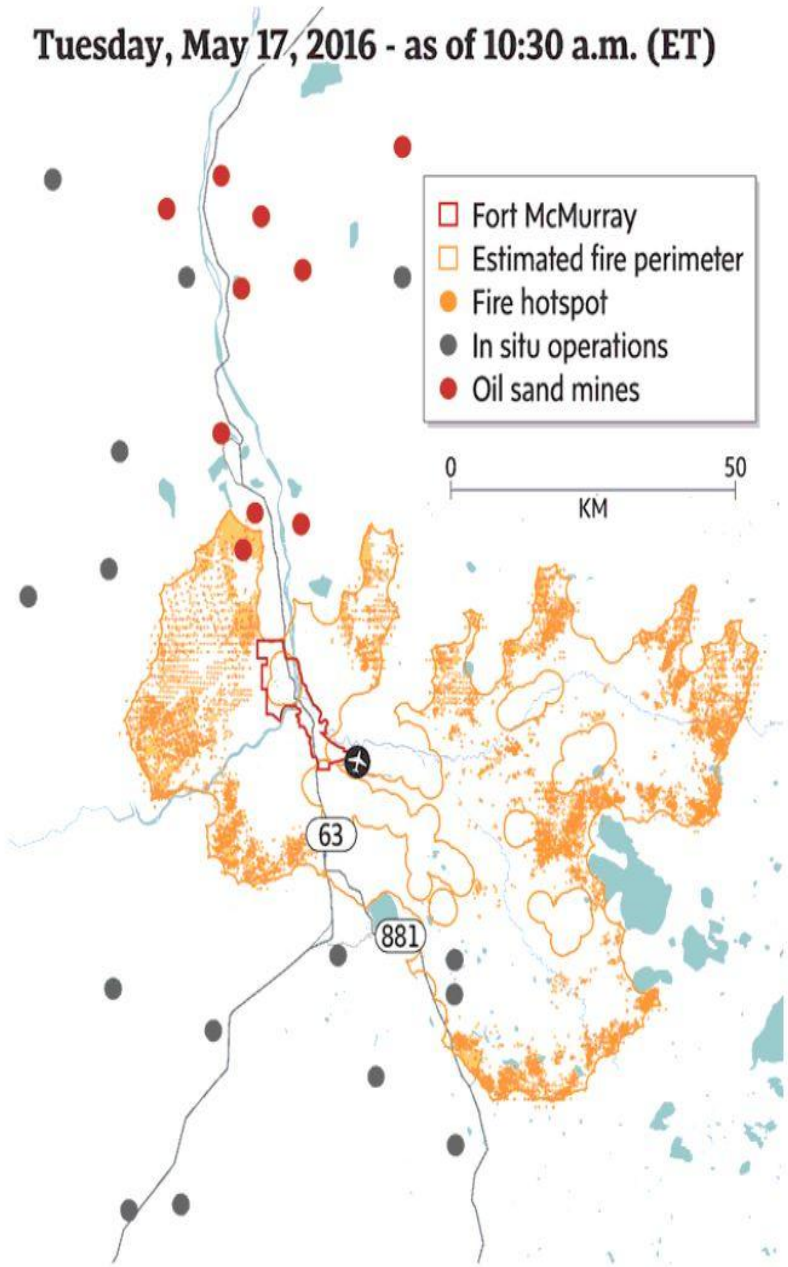 Tuesday, May 17, 2016 - as of 10:30 a.m. (ET)
Fort McMurray
Estimated fire perimeter
Fire hotspot
In situ operations
Oil sand mines
0 50
KM
63
881